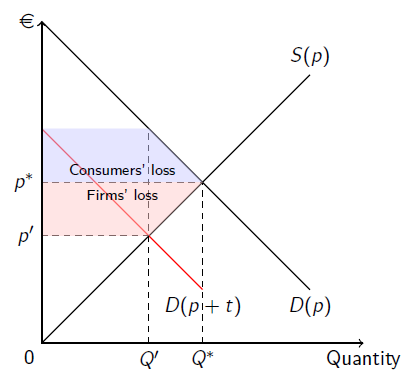 €
S(p)
Consumers' loss
p*
Firms' loss
p′
D(p + t)
D(p)
0
Q′
Q*
Quantity